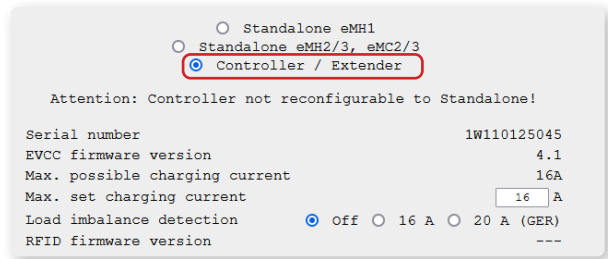 Standalone eMH1
Standalone eMH2/3, eMC2/3
Controller / Extender
Attention: Controller not reconfigurable to Standalone!
Serial number 1W110125045
EVCC firmware version 4.1
Max. possible charging current 16A
Max. set charging current 16 A
Load imbalance detection Off 16 A 20 A (GER)
RFID firmware version ---